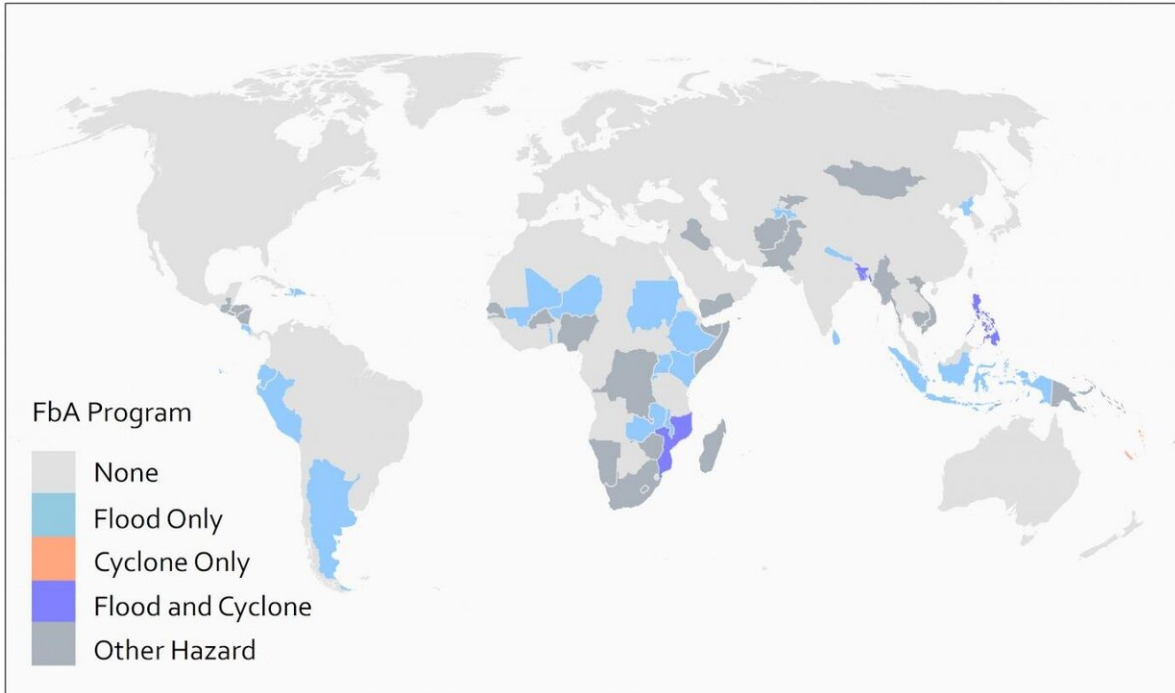 FbA Program
None
Flood Only
Cyclone Only
Flood and Cyclone
Other Hazard